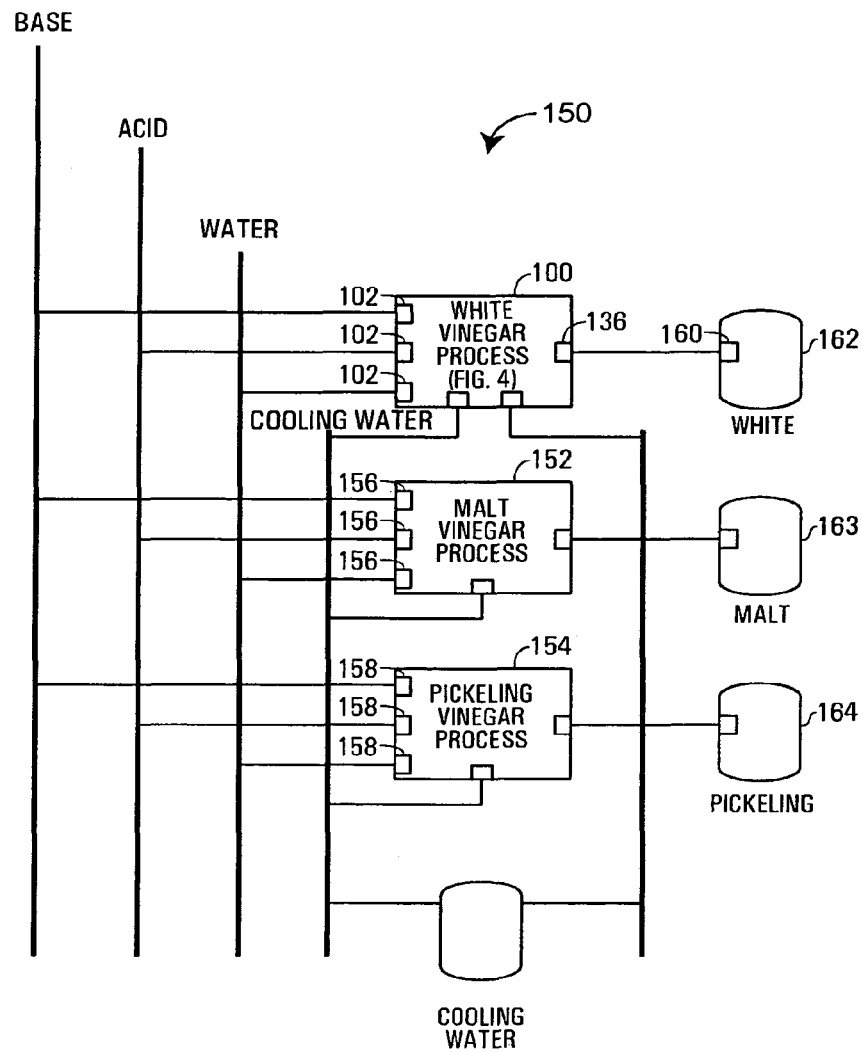 BASE
ACID
150
WATER
100
102
WHITE
VINEGAR
PROCESS
(FIG. 4)
102
102
136
160
162
WHITE
COOLING WATER
152
156
MALT
VINEGAR
PROCESS
156
156
163
MALT
154
158
PICKELING
VINEGAR
PROCESS
158
158
164
PICKELING
COOLING
WATER